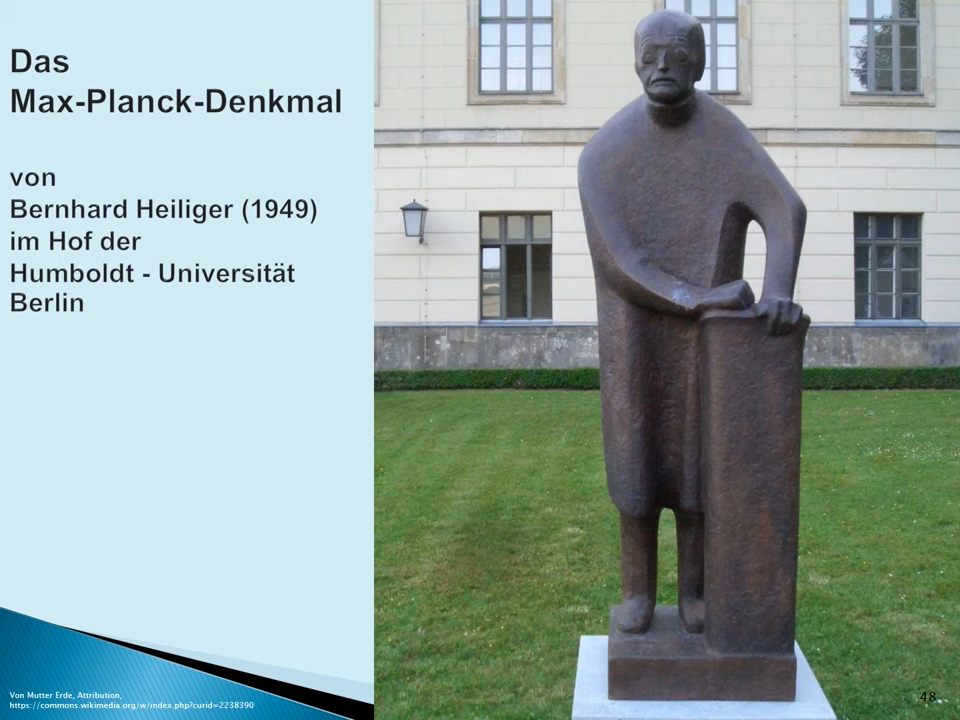 Das
Max-Planck-Denkmal
von
Bernhard Heiliger (1949)
im Hof der
Humboldt - Universität
Berlin
Von Mutter Erde, Attribution,
https://commons.wikimedia.org/w/index.php?curid=2238390
48